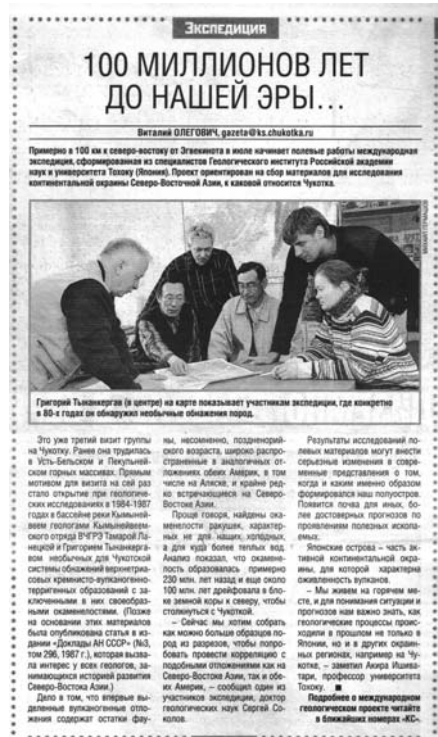 Экспедиция
100 МИЛЛИОНОВ ЛЕТ
ДО НАШЕЙ ЭРЫ...
Виталий ОЛЕГОВИЧ, gazeta@ks.chukotka.ru
Примерно в 100 км к северо-востоку от Эгвекинота в июле начинает полевые работы международная
экспедиция, сформированная из специалистов Геологического института Российской академии
наук и университета Тохоку (Япония). Проект ориентирован на сбор материалов для исследования
континентальной окраины Северо-Восточной Азии, к каковой относится Чукотка.
Григорий Тынанкергав (в центре) на карте показывает участникам экспедиции, где конкретно
в 80-е годах он обнаружил необычные обнажения пород.
Это уже третий визит группы
на Чукотку. Ранее она трудилась
в Усть-Бельском и Пекульней-
ском горных массивах. Прямым
мотивом для визита на сей раз
стало открытие при геологиче-
ских исследованиях в 1984-1987
годах в бассейне реки Кымыней-
веем геологами Кымынейвеем-
ского отряда ВЧГРЭ Тамарой Ла-
нецкой и Григорием Тынанкерга-
вом необычных для Чукотской
системы обнажений верхнетриа-
совых кремнисто-вулканогенно-
терригенных образований с за-
ключенными в них своеобраз-
ными окаменелостями. (Позже
на основании этих материалов
была опубликована статья в из-
дании «Доклады АН СССР» (№3,
том 296, 1987 г.), которая вызва-
ла интерес у всех геологов, за-
нимающихся историей развития
Северо-Востока Азии.)
Дело в том, что впервые вы-
деленные вулканогенные отло-
жения содержат остатки фау-
ны, несомненно, поздненорий-
ского возраста, широко распро-
страненные в аналогичных от-
ложениях обеих Америк, в том
числе на Аляске, и крайне ред-
ко встречающиеся на Северо-
Востоке Азии.
Проще говоря, найдены ока-
менелости ракушек, характер-
ных не для наших, холодных,
а для куда более теплых вод.
Анализ показал, что окамене-
лость образовалась примерно
230 млн. лет назад и еще около
100 млн. лет дрейфовала в бло-
ке земной коры к северу, чтобы
столкнуться с Чукоткой.
– Сейчас мы хотим собрать
как можно больше образцов по-
род из разрезов, чтобы попро-
бовать провести корреляцию с
подобными отложениями как на
Северо-Востоке Азии, так и обе-
их Америк, – сообщил один из
участников экспедиции, доктор
геологических наук Сергей Со-
колов.
Результаты исследований по-
левых материалов могут внести
серьезные изменения в совре-
менные представления о том,
когда и каким именно образом
формировался наш полуостров.
Появится почва для иных, бо-
лее достоверных прогнозов по
проявлениям полезных ископа-
емых.
Японские острова – часть ак-
тивной континентальной окра-
ины, для которой характерна
оживленность вулканов.
– Мы живем на горячем ме-
сте, и для понимания ситуации и
прогнозов нам важно знать, как
геологические процессы проис-
ходили в прошлом не только в
Японии, но и в других окраин-
ных регионах, например на Чу-
котке, – заметил Акира Ишива-
тари, профессор университета
Тохоку. ■
Подробнее о международном
геологическом проекте читайте
в ближайших номерах «КС».